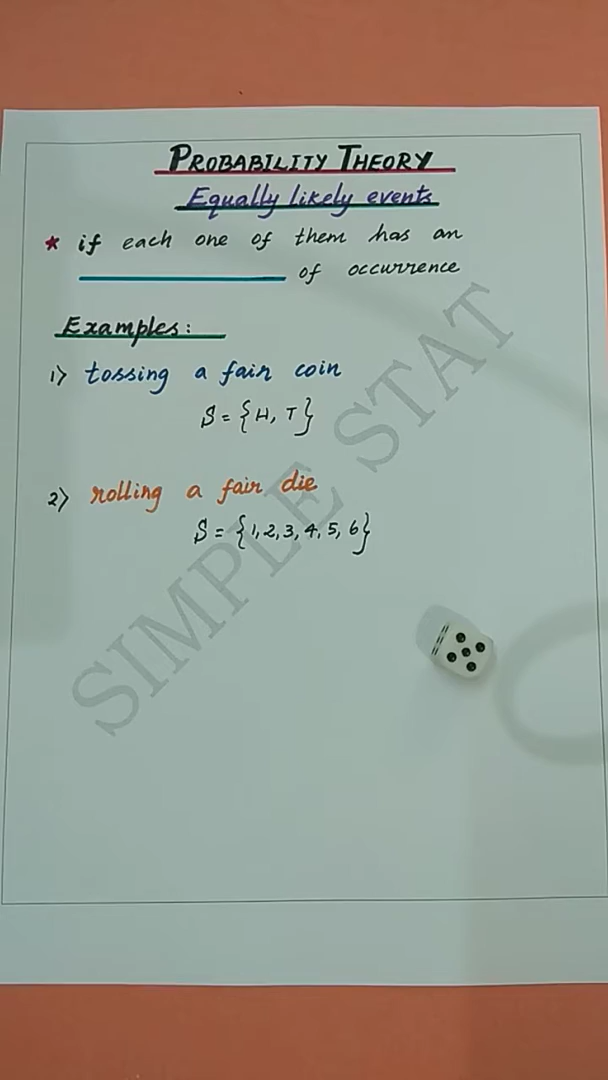 PROBABILITY THEORY
Equally likely events
* if each one of them has an
of occurrence
Examples:
1) tossing a fair coin
S = {H, T}
2) rolling a fair die
S = {1, 2, 3, 4, 5, 6}
SIMPLE STAT